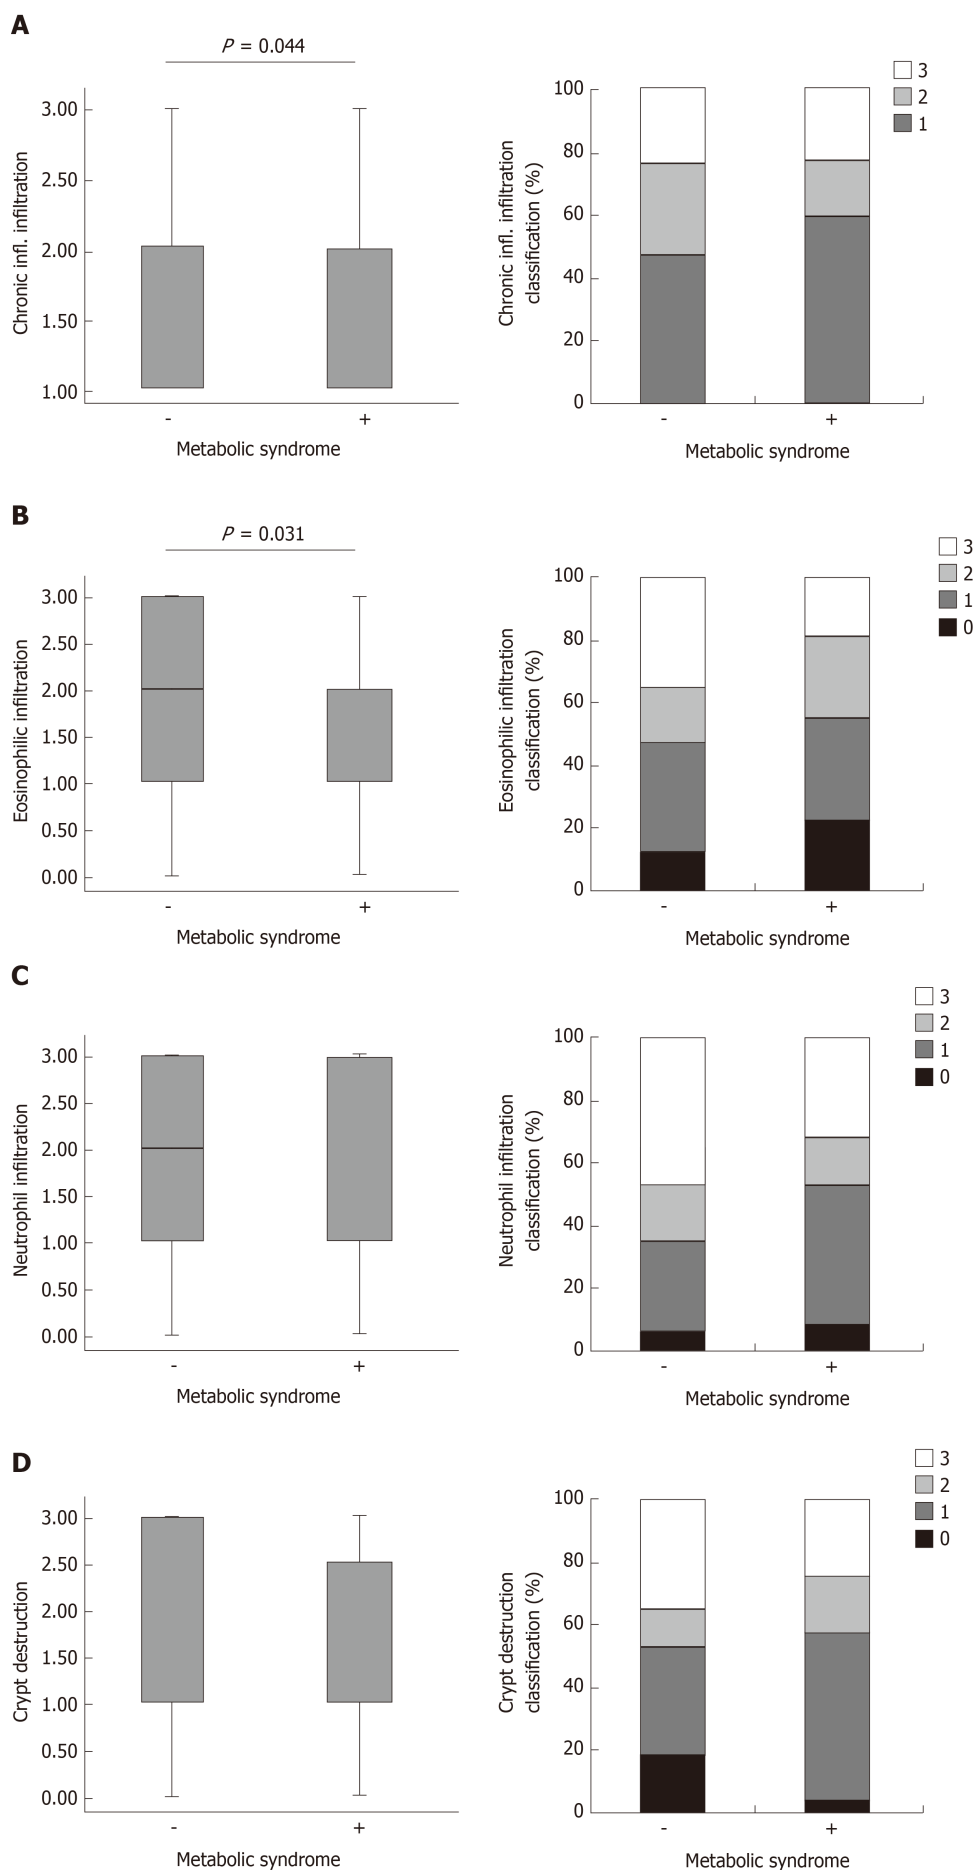 A
P = 0.044
3.00
2.50
2.00
1.50
1.00
Chronic infl. infiltration
- +
Metabolic syndrome
3
2
1
100
80
60
40
20
0
Chronic infl. infiltration
classification (%)
- +
Metabolic syndrome
B
P = 0.031
3.00
2.50
2.00
1.50
1.00
0.50
0.00
Eosinophilic infiltration
- +
Metabolic syndrome
3
2
1
0
100
80
60
40
20
0
Eosinophilic infiltration
classification (%)
- +
Metabolic syndrome
C
3.00
2.50
2.00
1.50
1.00
0.50
0.00
Neutrophil infiltration
- +
Metabolic syndrome
3
2
1
0
100
80
60
40
20
0
Neutrophil infiltration
classification (%)
- +
Metabolic syndrome
D
3.00
2.50
2.00
1.50
1.00
0.50
0.00
Crypt destruction
- +
Metabolic syndrome
3
2
1
0
100
80
60
40
20
0
Crypt destruction
classification (%)
- +
Metabolic syndrome